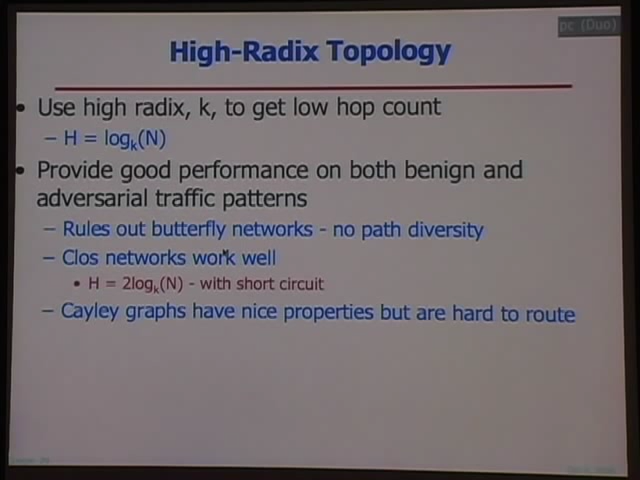 pc (Duo)
High-Radix Topology
• Use high radix, k, to get low hop count
– H = logk(N)
• Provide good performance on both benign and
adversarial traffic patterns
– Rules out butterfly networks - no path diversity
– Clos networks work well
• H = 2logk(N) - with short circuit
– Cayley graphs have nice properties but are hard to route